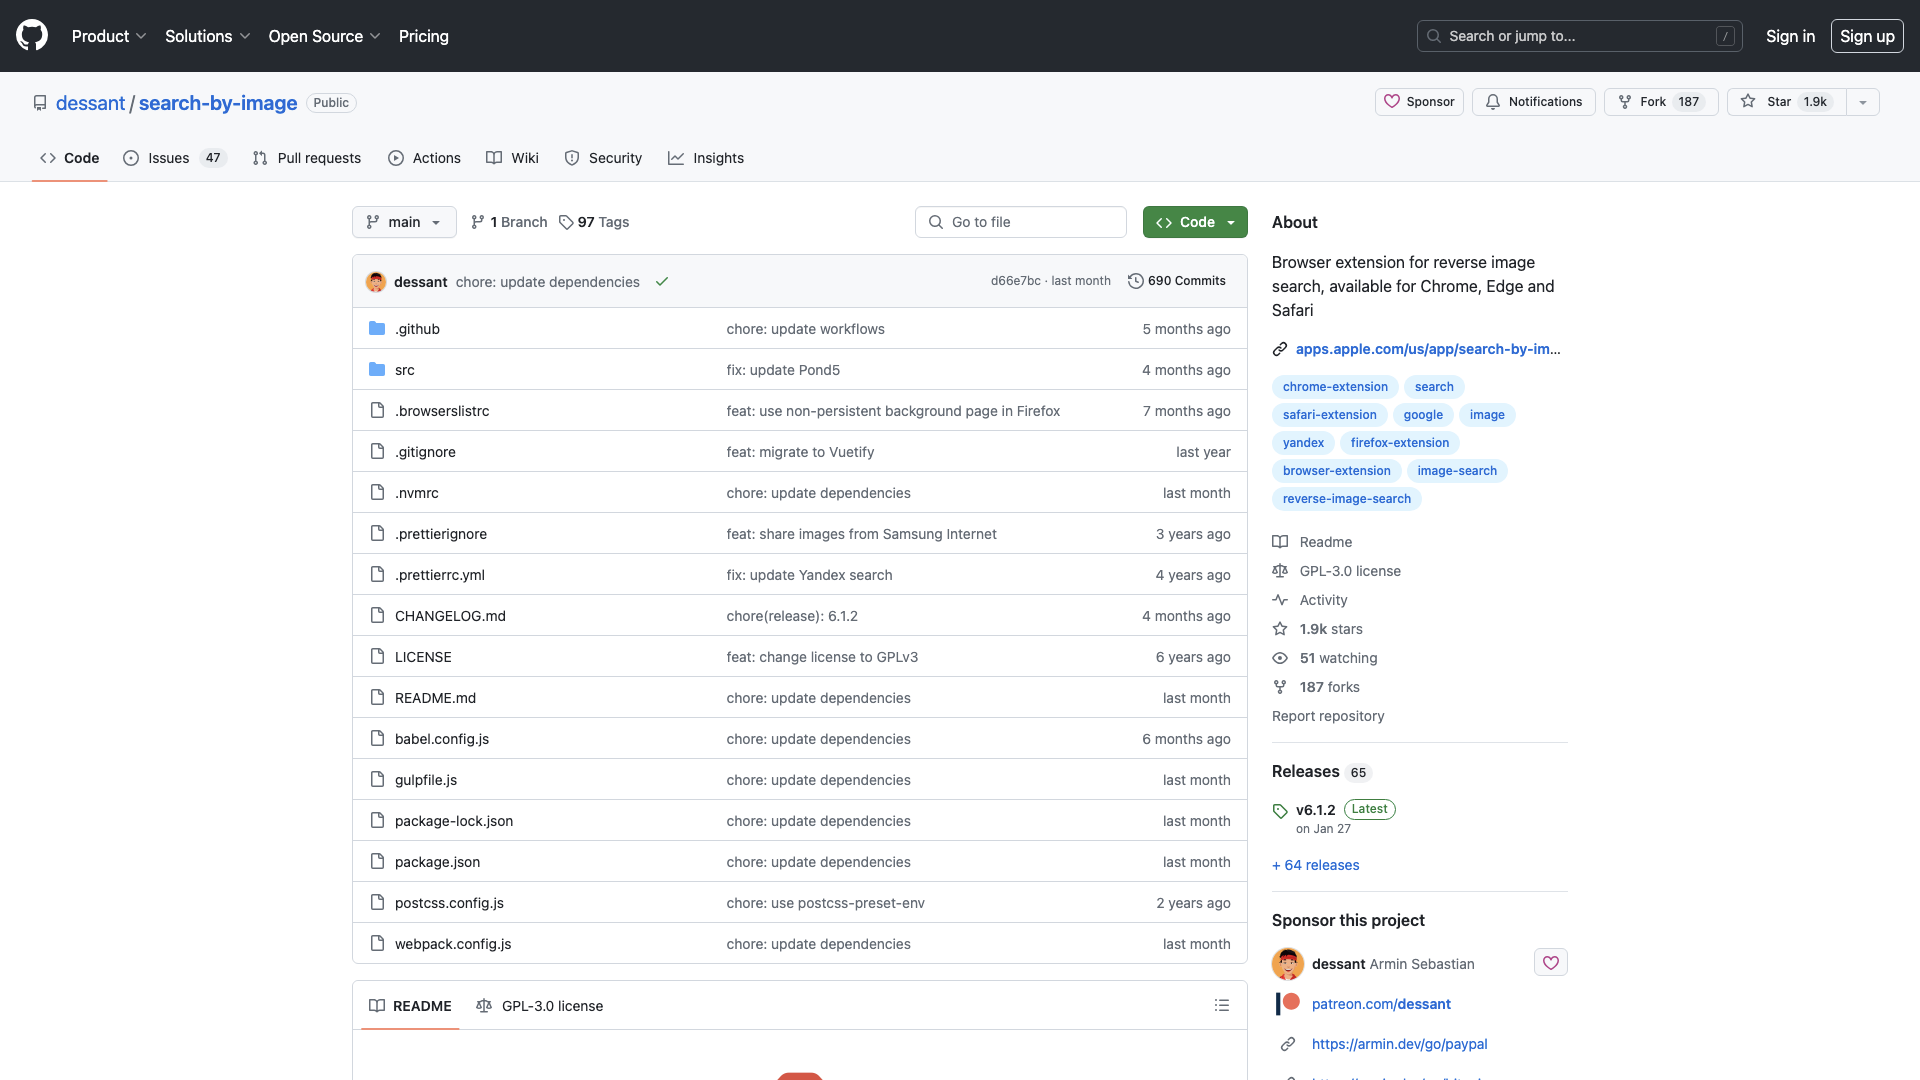 Product Solutions Open Source Pricing Search or jump to... / Sign in Sign up
dessant / search-by-image Public Sponsor Notifications Fork 187 Star 1.9k
Code Issues 47 Pull requests Actions Wiki Security Insights
main 1 Branch 97 Tags Go to file Code
dessant chore: update dependencies d66e7bc · last month 690 Commits
.github chore: update workflows 5 months ago
src fix: update Pond5 4 months ago
.browserslistrc feat: use non-persistent background page in Firefox 7 months ago
.gitignore feat: migrate to Vuetify last year
.nvmrc chore: update dependencies last month
.prettierignore feat: share images from Samsung Internet 3 years ago
.prettierrc.yml fix: update Yandex search 4 years ago
CHANGELOG.md chore(release): 6.1.2 4 months ago
LICENSE feat: change license to GPLv3 6 years ago
README.md chore: update dependencies last month
babel.config.js chore: update dependencies 6 months ago
gulpfile.js chore: update dependencies last month
package-lock.json chore: update dependencies last month
package.json chore: update dependencies last month
postcss.config.js chore: use postcss-preset-env 2 years ago
webpack.config.js chore: update dependencies last month
README GPL-3.0 license
About
Browser extension for reverse image
search, available for Chrome, Edge and
Safari
apps.apple.com/us/app/search-by-im...
chrome-extension search
safari-extension google image
yandex firefox-extension
browser-extension image-search
reverse-image-search
Readme
GPL-3.0 license
Activity
1.9k stars
51 watching
187 forks
Report repository
Releases 65
v6.1.2 Latest
on Jan 27
+ 64 releases
Sponsor this project
dessant Armin Sebastian
patreon.com/dessant
https://armin.dev/go/paypal